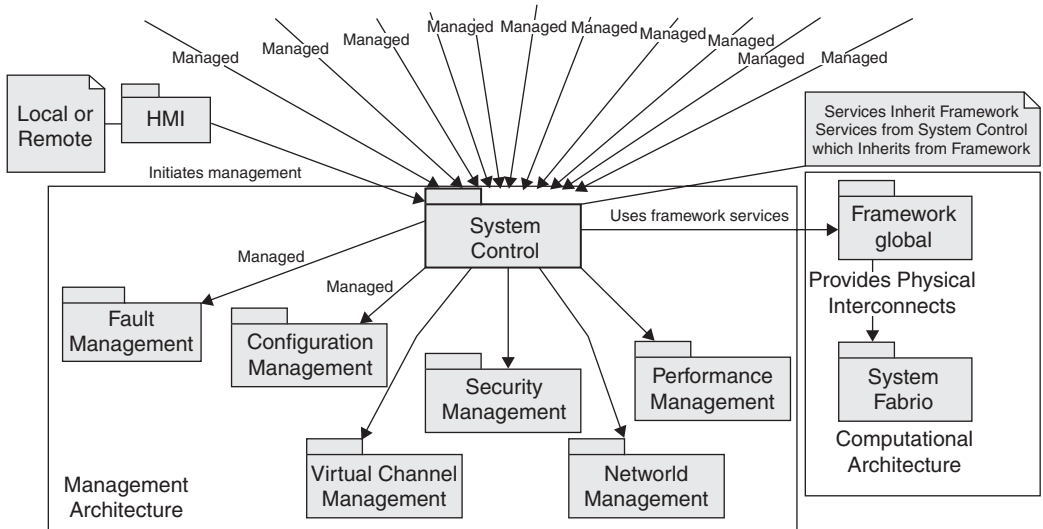 Managed
Managed
Managed
Managed
Managed
Managed
Managed
Managed
Managed
Managed
Local or
Remote
HMI
Services Inherit Framework
Services from System Control
which Inherits from Framework
Initiates management
System
Control
Uses framework services
Framework
global
Managed
Managed
Provides Physical
Interconnects
Fault
Management
Configuration
Management
Security
Management
Performance
Management
System
Fabrio
Virtual Channel
Management
Networld
Management
Computational
Architecture
Management
Architecture